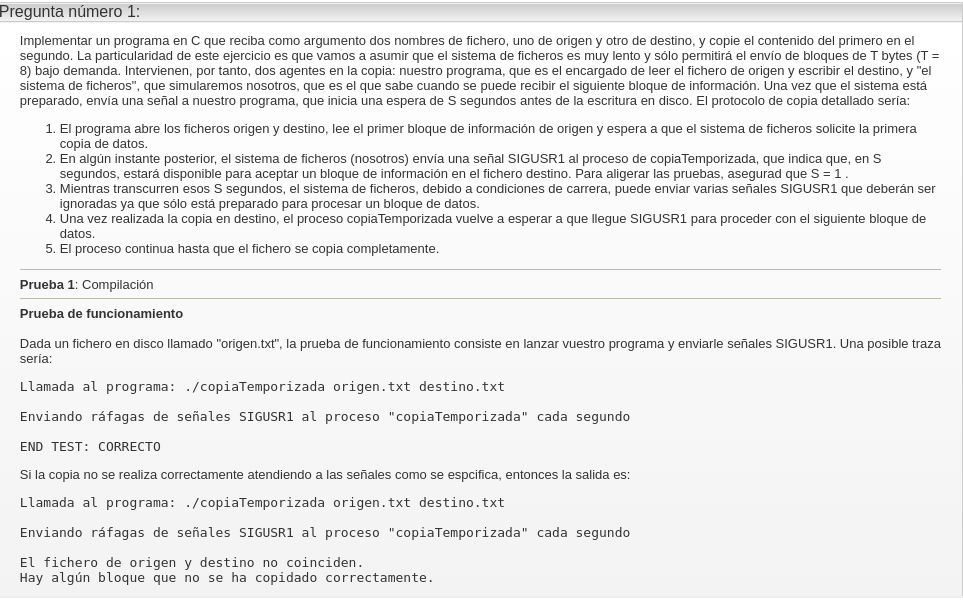 Pregunta número 1:
Implementar un programa en C que reciba como argumento dos nombres de fichero, uno de origen y otro de destino, y copie el contenido del primero en el
segundo. La particularidad de este ejercicio es que vamos a asumir que el sistema de ficheros es muy lento y sólo permitirá el envío de bloques de T bytes (T =
8) bajo demanda. Intervienen, por tanto, dos agentes en la copia: nuestro programa, que es el encargado de leer el fichero de origen y escribir el destino, y "el
sistema de ficheros", que simularemos nosotros, que es el que sabe cuando se puede recibir el siguiente bloque de información. Una vez que el sistema está
preparado, envía una señal a nuestro programa, que inicia una espera de S segundos antes de la escritura en disco. El protocolo de copia detallado sería:
1. El programa abre los ficheros origen y destino, lee el primer bloque de información de origen y espera a que el sistema de ficheros solicite la primera
copia de datos.
2. En algún instante posterior, el sistema de ficheros (nosotros) envía una señal SIGUSR1 al proceso de copiaTemporizada, que indica que, en S
segundos, estará disponible para aceptar un bloque de información en el fichero destino. Para aligerar las pruebas, asegurad que S = 1 .
3. Mientras transcurren esos S segundos, el sistema de ficheros, debido a condiciones de carrera, puede enviar varias señales SIGUSR1 que deberán ser
ignoradas ya que sólo está preparado para procesar un bloque de datos.
4. Una vez realizada la copia en destino, el proceso copiaTemporizada vuelve a esperar a que llegue SIGUSR1 para proceder con el siguiente bloque de
datos.
5. El proceso continua hasta que el fichero se copia completamente.
Prueba 1: Compilación
Prueba de funcionamiento
Dada un fichero en disco llamado "origen.txt", la prueba de funcionamiento consiste en lanzar vuestro programa y enviarle señales SIGUSR1. Una posible traza
sería:
Llamada al programa: ./copiaTemporizada origen.txt destino.txt
Enviando ráfagas de señales SIGUSR1 al proceso "copiaTemporizada" cada segundo
END TEST: CORRECTO
Si la copia no se realiza correctamente atendiendo a las señales como se espcifica, entonces la salida es:
Llamada al programa: ./copiaTemporizada origen.txt destino.txt
Enviando ráfagas de señales SIGUSR1 al proceso "copiaTemporizada" cada segundo
El fichero de origen y destino no coinciden.
Hay algún bloque que no se ha copidado correctamente.